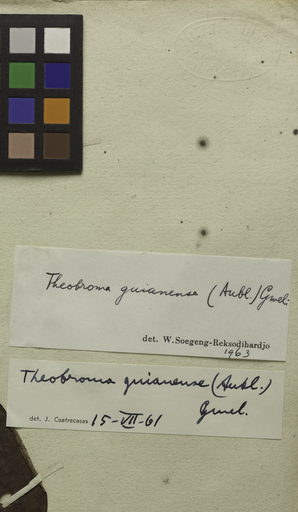 Theobroma guianense (Aubl.) Gmel.
det. W. Soegeng-Reksodihardjo
1963
Theobroma guianense (Aubl.)
Gmel.
det. J. Cuatrecasas 15-VII-61